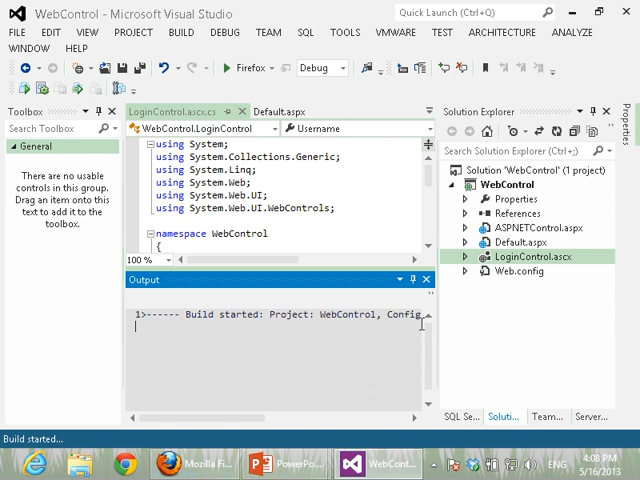 WebControl - Microsoft Visual Studio
Quick Launch (Ctrl+Q)
FILE EDIT VIEW PROJECT BUILD DEBUG TEAM SQL TOOLS VMWARE TEST ARCHITECTURE ANALYZE
WINDOW HELP
Firefox Debug
Toolbox
Search Toolbox
General
There are no usable
controls in this group.
Drag an item onto this
text to add it to the
toolbox.
LoginControl.ascx.cs Default.aspx
WebControl.LoginControl Username
using System;
using System.Collections.Generic;
using System.Linq;
using System.Web;
using System.Web.UI;
using System.Web.UI.WebControls;
namespace WebControl
{
100 %
Output
1>------ Build started: Project: WebControl, Config
Solution Explorer
Search Solution Explorer (Ctrl+;)
Solution 'WebControl' (1 project)
WebControl
Properties
References
ASPNETControl.aspx
Default.aspx
LoginControl.ascx
Web.config
SQL Se... Soluti... Team... Server...
Properties
Build started...
Mozilla Fi... PowerPo... WebCont...
ENG
4:08 PM
5/16/2013